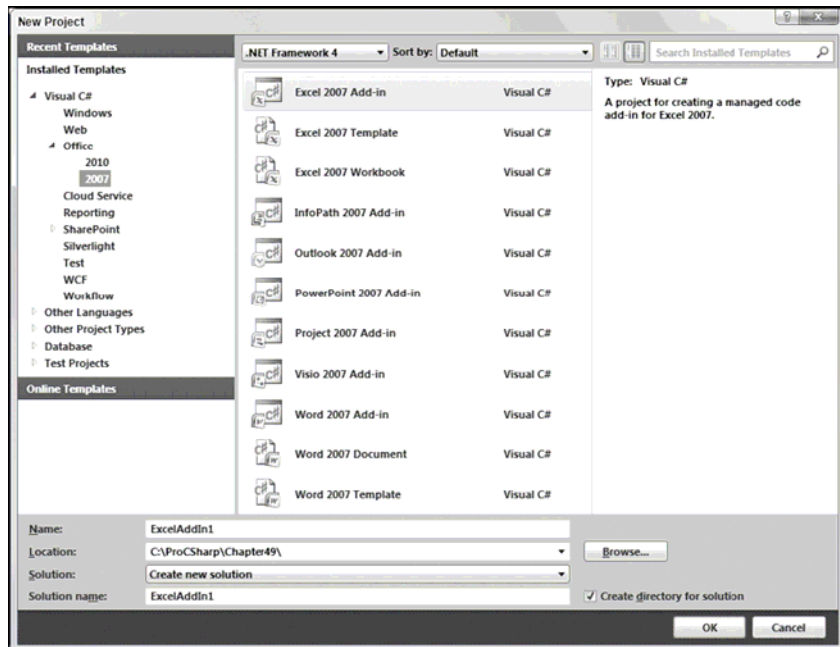 New Project
Recent Templates
Installed Templates
Visual C#
Windows
Web
Office
2010
2007
Cloud Service
Reporting
SharePoint
Silverlight
Test
WCF
Workflow
Other Languages
Other Project Types
Database
Test Projects
Online Templates
.NET Framework 4
Sort by: Default
Search Installed Templates
Excel 2007 Add-in Visual C#
Excel 2007 Template Visual C#
Excel 2007 Workbook Visual C#
InfoPath 2007 Add-in Visual C#
Outlook 2007 Add-in Visual C#
PowerPoint 2007 Add-in Visual C#
Project 2007 Add-in Visual C#
Visio 2007 Add-in Visual C#
Word 2007 Add-in Visual C#
Word 2007 Document Visual C#
Word 2007 Template Visual C#
Type: Visual C#
A project for creating a managed code
add-in for Excel 2007.
Name: ExcelAddIn1
Location: C:\ProCSharp\Chapter49\
Browse...
Solution: Create new solution
Solution name: ExcelAddIn1
Create directory for solution
OK Cancel